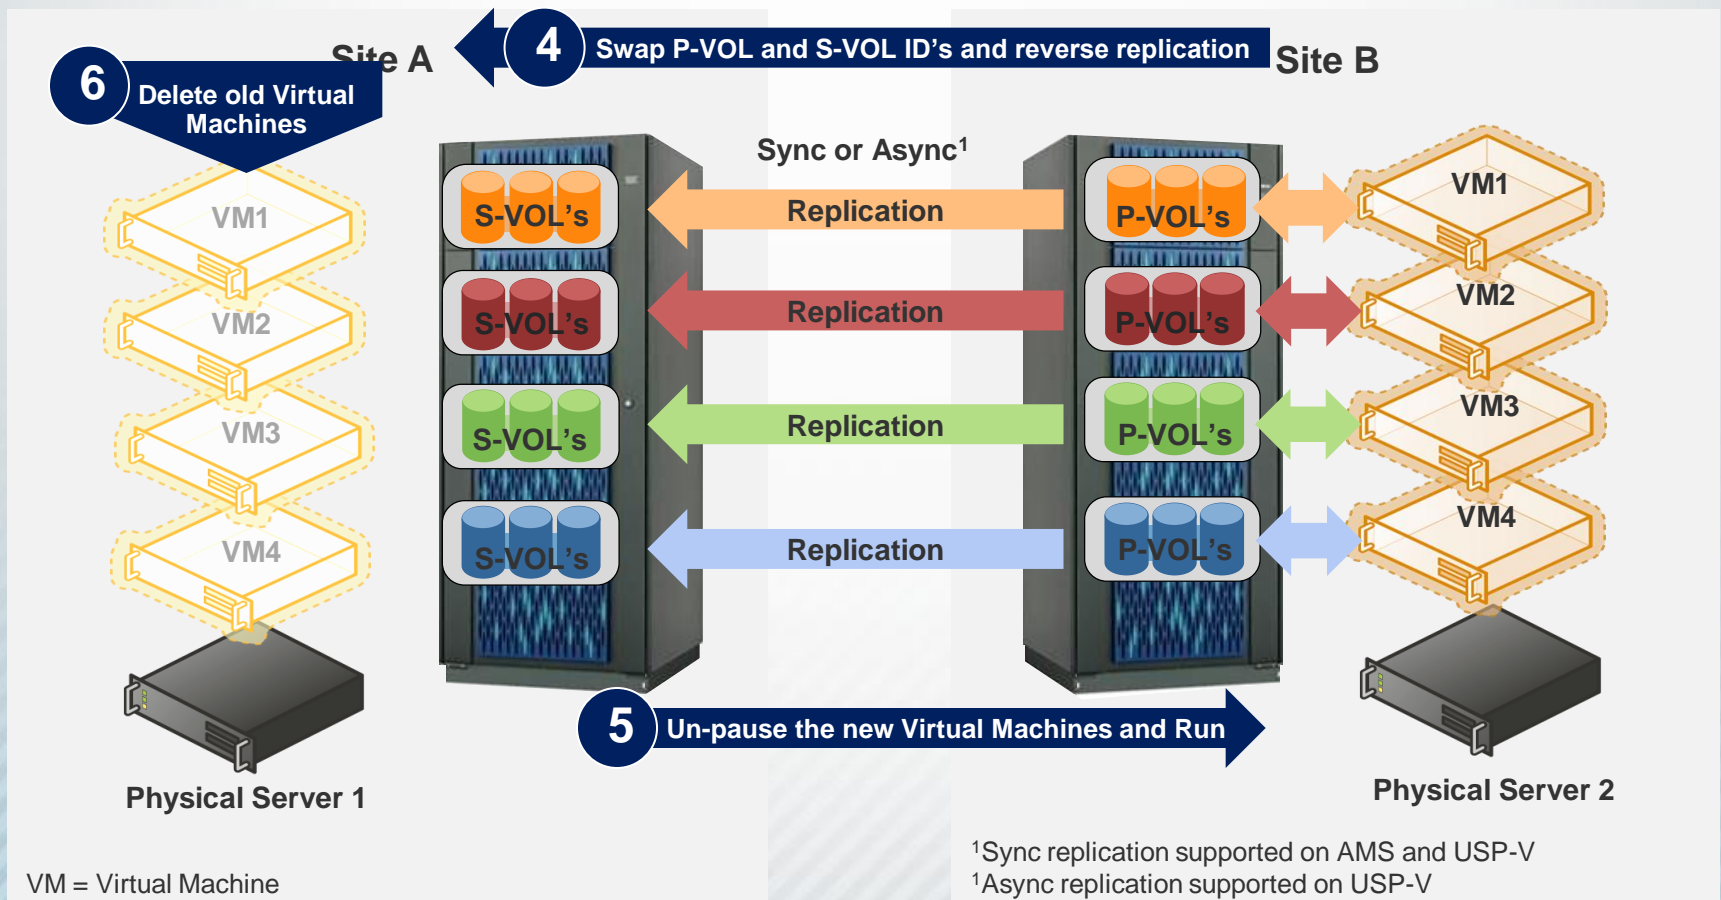 Site A
4
Swap P-VOL and S-VOL ID's and reverse replication
Site B
6
Delete old Virtual
Machines
Sync or Async¹
VM1
S-VOL's
Replication
P-VOL's
VM1
VM2
S-VOL's
Replication
P-VOL's
VM2
VM3
S-VOL's
Replication
P-VOL's
VM3
VM4
S-VOL's
Replication
P-VOL's
VM4
5
Un-pause the new Virtual Machines and Run
Physical Server 1
Physical Server 2
¹Sync replication supported on AMS and USP-V
VM = Virtual Machine
¹Async replication supported on USP-V